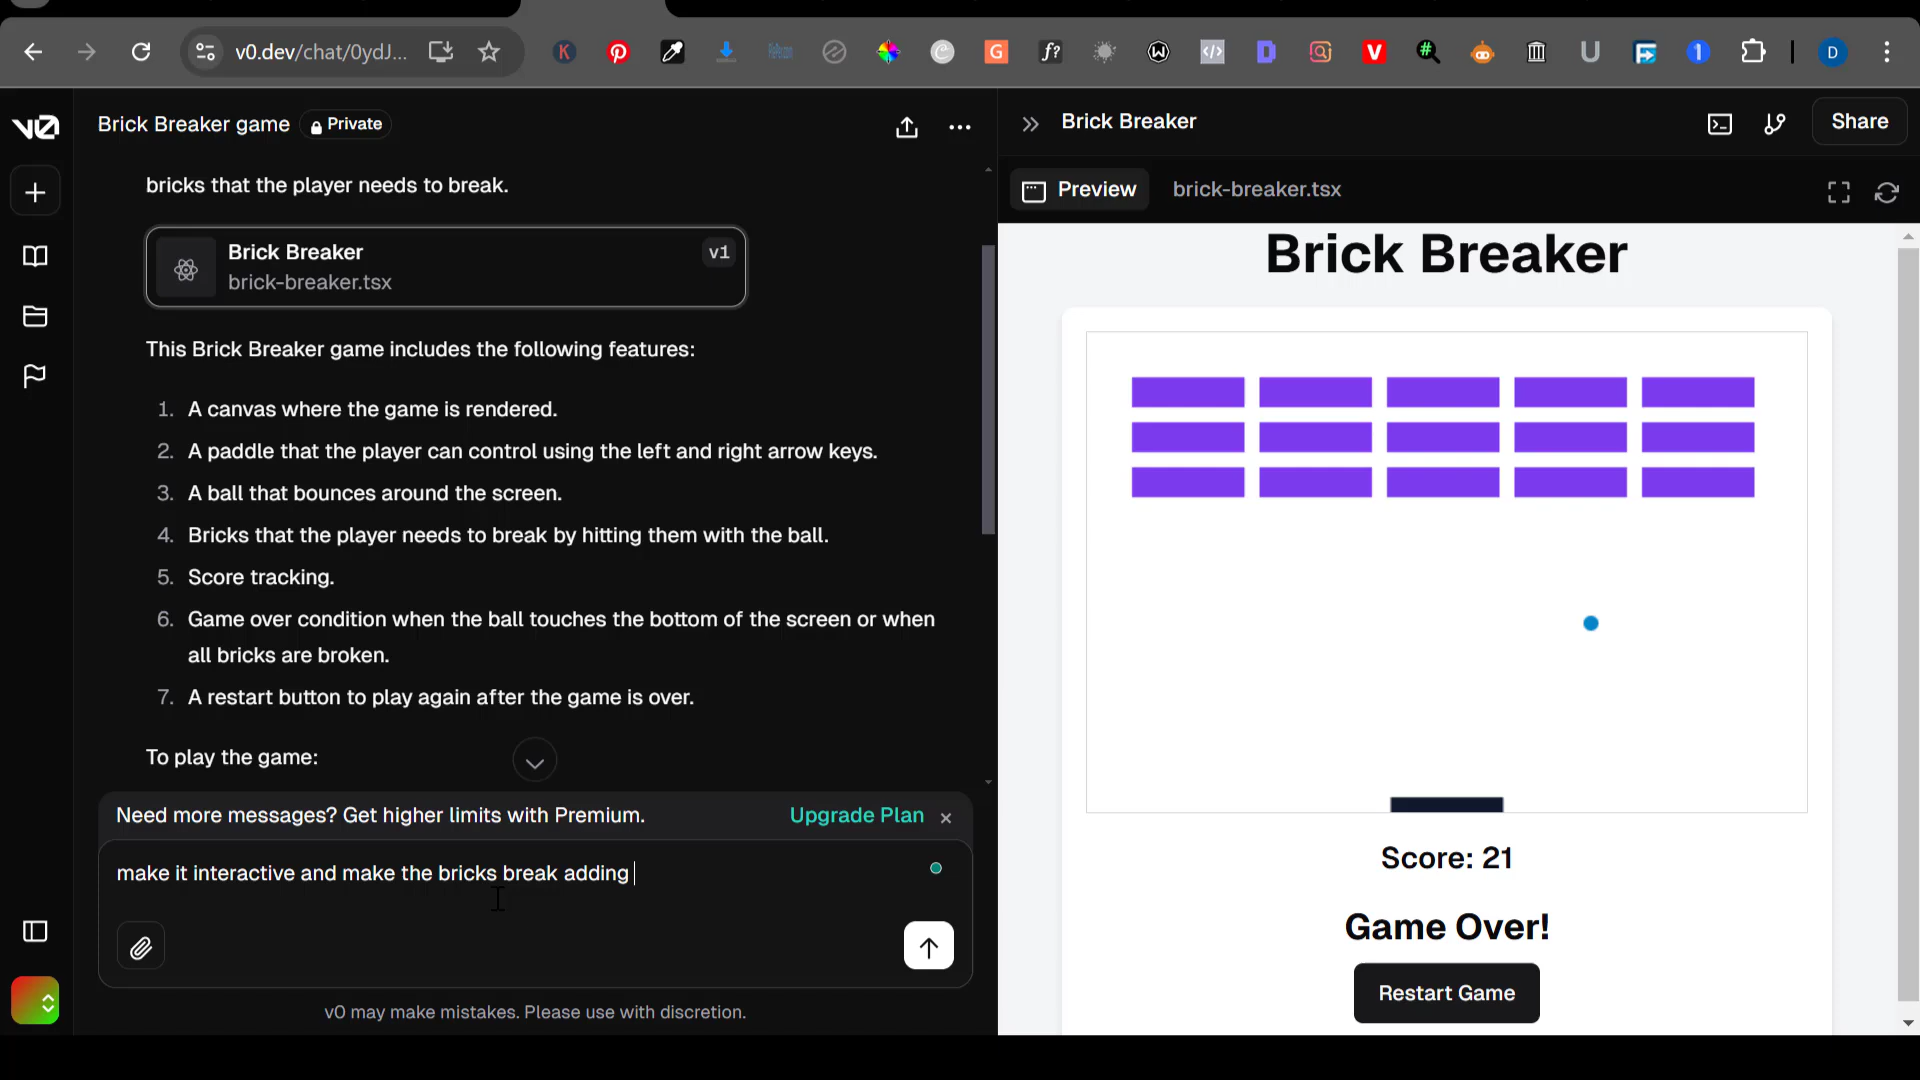 v0.dev/chat/0ydJ...
Brick Breaker game
Private
bricks that the player needs to break.
Brick Breaker
v1
brick-breaker.tsx
This Brick Breaker game includes the following features:
1. A canvas where the game is rendered.
2. A paddle that the player can control using the left and right arrow keys.
3. A ball that bounces around the screen.
4. Bricks that the player needs to break by hitting them with the ball.
5. Score tracking.
6. Game over condition when the ball touches the bottom of the screen or when
all bricks are broken.
7. A restart button to play again after the game is over.
To play the game:
Need more messages? Get higher limits with Premium.
Upgrade Plan
make it interactive and make the bricks break adding
v0 may make mistakes. Please use with discretion.
Brick Breaker
Share
Preview
brick-breaker.tsx
Brick Breaker
Score: 21
Game Over!
Restart Game